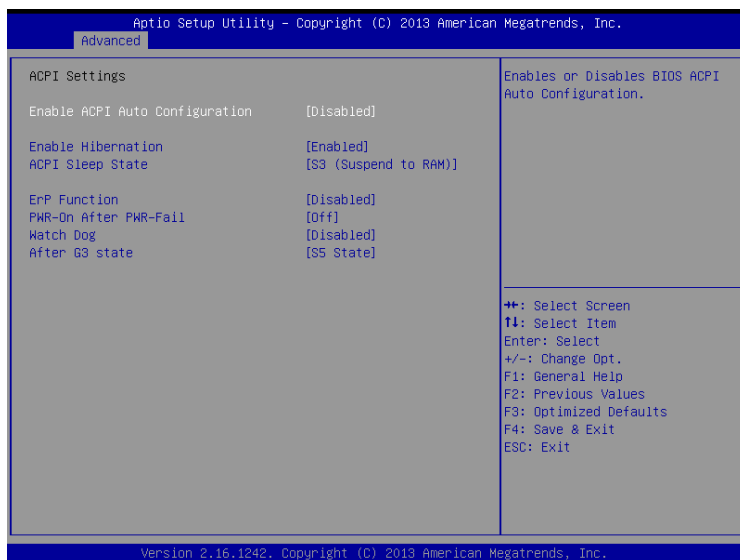 Aptio Setup Utility – Copyright (C) 2013 American Megatrends, Inc.
Advanced
ACPI Settings
Enable ACPI Auto Configuration [Disabled]
Enable Hibernation [Enabled]
ACPI Sleep State [S3 (Suspend to RAM)]
ErP Function [Disabled]
PWR-On After PWR-Fail [Off]
Watch Dog [Disabled]
After G3 state [S5 State]
Enables or Disables BIOS ACPI
Auto Configuration.
→←: Select Screen
↑↓: Select Item
Enter: Select
+/-: Change Opt.
F1: General Help
F2: Previous Values
F3: Optimized Defaults
F4: Save & Exit
ESC: Exit
Version 2.16.1242. Copyright (C) 2013 American Megatrends, Inc.